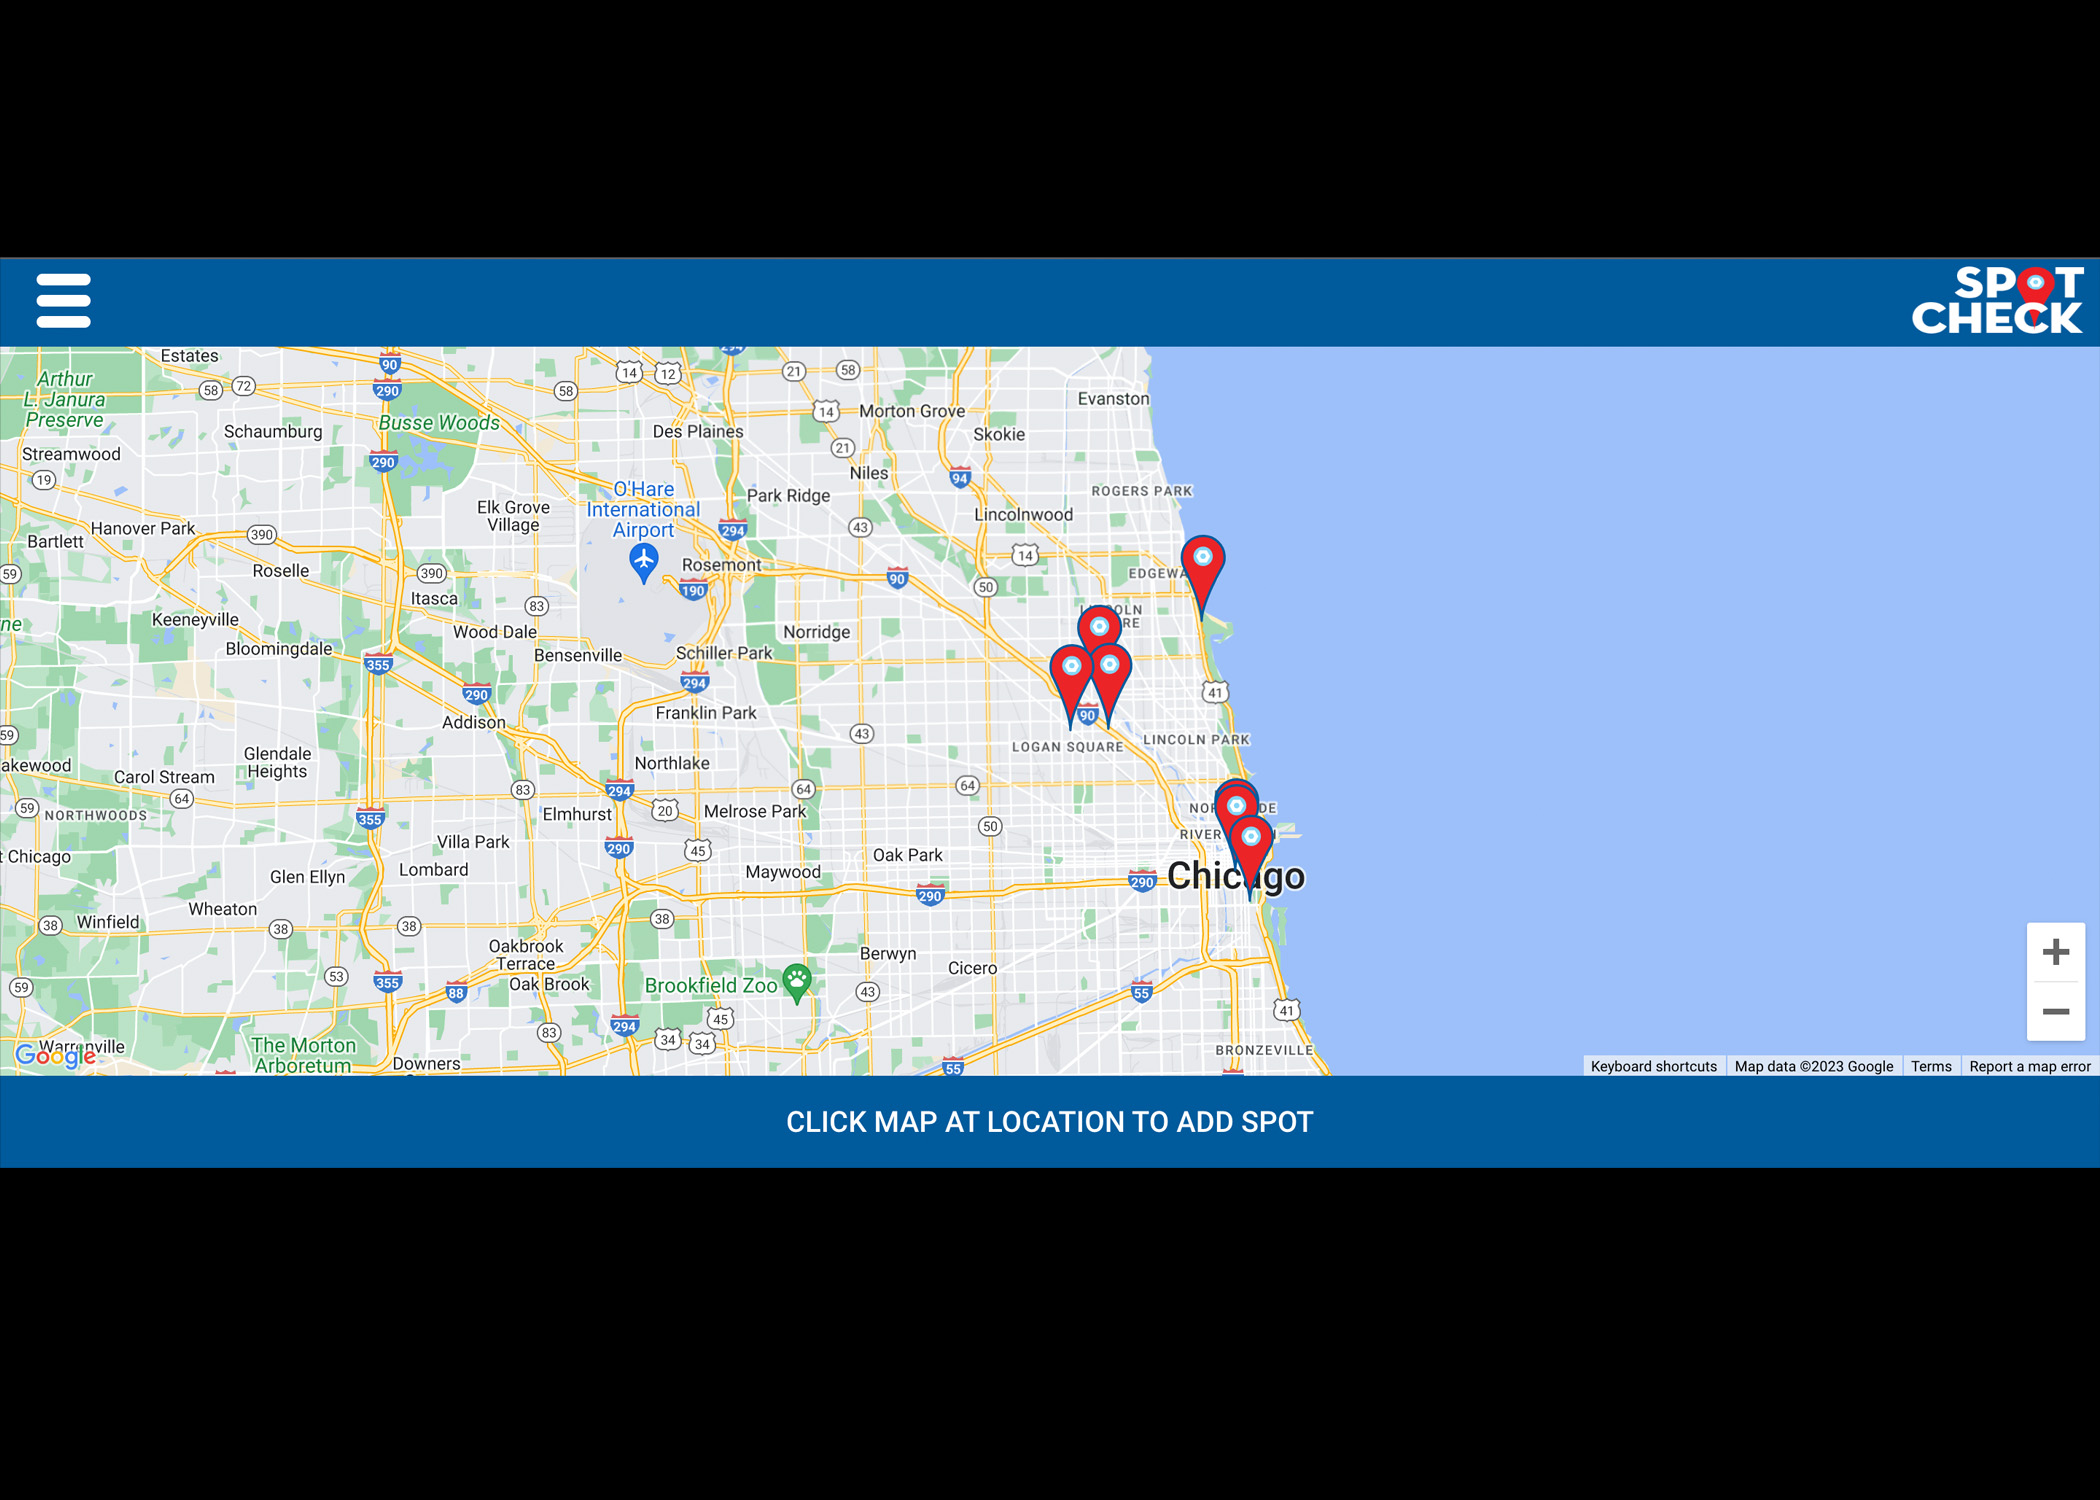 SPOT
CHECK
Estates
Arthur
L. Janura
Preserve
58
72
90
290
58
14
12
294
21
58
Evanston
14
Morton Grove
Schaumburg
Busse Woods
Des Plaines
Skokie
Streamwood
290
21
19
Niles
94
O'Hare
International
Airport
Park Ridge
ROGERS PARK
Elk Grove
Village
Lincolnwood
Hanover Park
390
294
43
Bartlett
14
59
Roselle
390
Rosemont
90
EDGEWA
190
50
Itasca
83
Keeneyville
Wood Dale
Norridge
Bloomingdale
Bensenville
Schiller Park
355
294
290
41
Addison
Franklin Park
90
59
43
LOGAN SQUARE
LINCOLN PARK
akewood
Glendale
Heights
Northlake
Carol Stream
64
83
294
64
64
59
NORTHWOODS
355
Elmhurst
20
Melrose Park
50
RIVER
Villa Park
290
45
t Chicago
Oak Park
Glen Ellyn
Lombard
Maywood
Chicago
290
290
Wheaton
38
Winfield
38
38
38
Oakbrook
Terrace
Berwyn
Cicero
53
59
355
88
Oak Brook
Brookfield Zoo
43
55
41
83
294
45
34
34
Google
Warrenville
The Morton
Arboretum
Downers
55
BRONZEVILLE
Keyboard shortcuts
Map data ©2023 Google
Terms
Report a map error
CLICK MAP AT LOCATION TO ADD SPOT